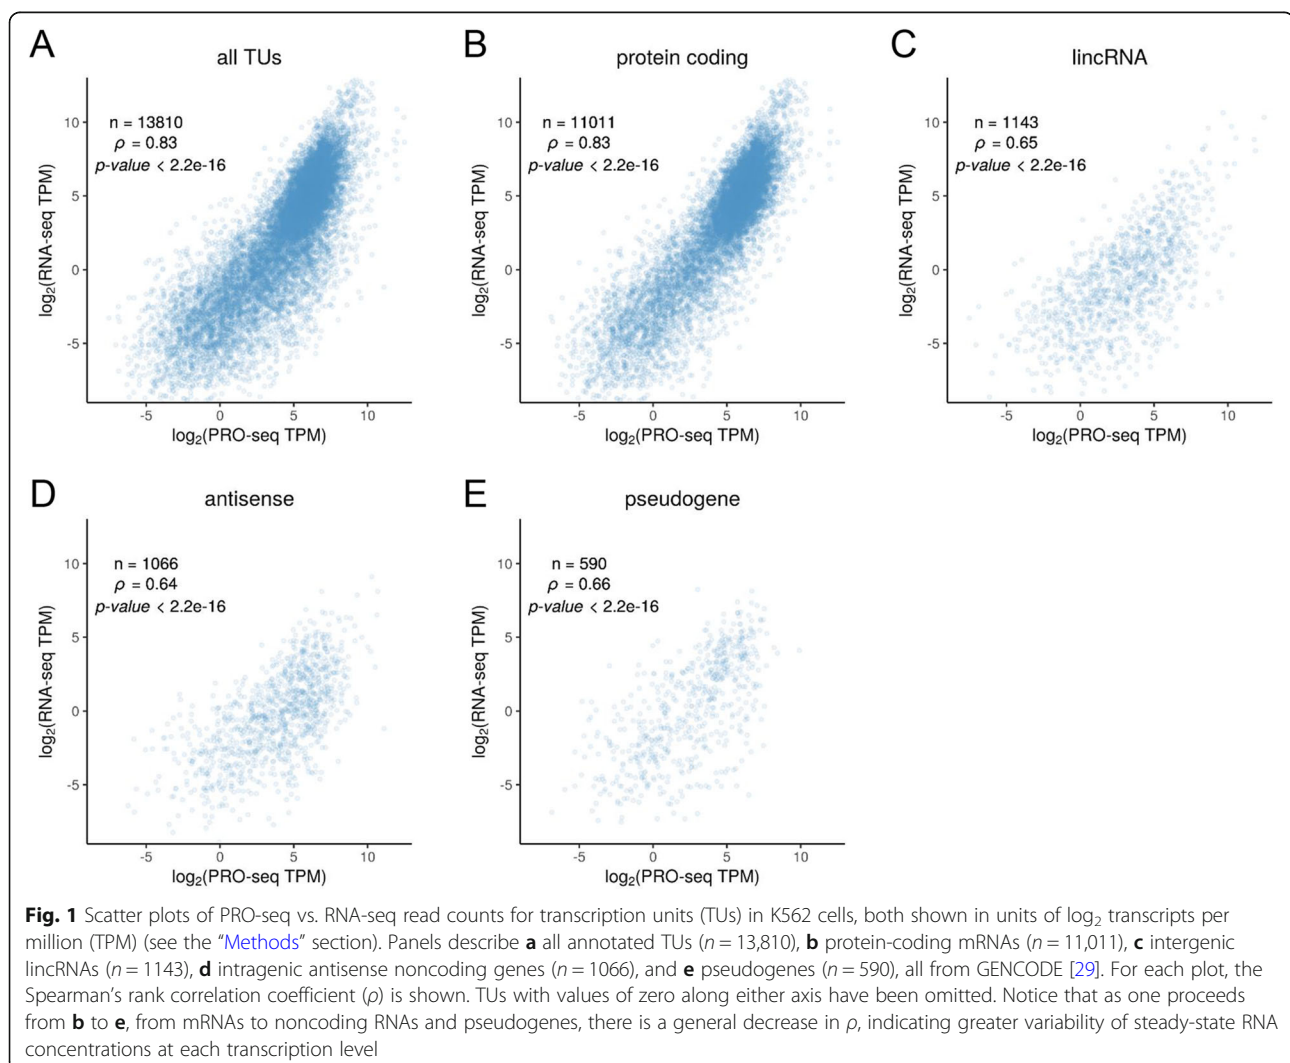 A
all TUs
n = 13810
ρ = 0.83
p-value < 2.2e-16
10
5
0
-5
log2(RNA-seq TPM)
-5 0 5 10
log2(PRO-seq TPM)
B
protein coding
n = 11011
ρ = 0.83
p-value < 2.2e-16
10
5
0
-5
log2(RNA-seq TPM)
-5 0 5 10
log2(PRO-seq TPM)
C
lincRNA
n = 1143
ρ = 0.65
p-value < 2.2e-16
10
5
0
-5
log2(RNA-seq TPM)
-5 0 5 10
log2(PRO-seq TPM)
D
antisense
n = 1066
ρ = 0.64
p-value < 2.2e-16
10
5
0
-5
log2(RNA-seq TPM)
-5 0 5 10
log2(PRO-seq TPM)
E
pseudogene
n = 590
ρ = 0.66
p-value < 2.2e-16
10
5
0
-5
log2(RNA-seq TPM)
-5 0 5 10
log2(PRO-seq TPM)
Fig. 1 Scatter plots of PRO-seq vs. RNA-seq read counts for transcription units (TUs) in K562 cells, both shown in units of log2 transcripts per
million (TPM) (see the “Methods” section). Panels describe a all annotated TUs (n = 13,810), b protein-coding mRNAs (n = 11,011), c intergenic
lincRNAs (n = 1143), d intragenic antisense noncoding genes (n = 1066), and e pseudogenes (n = 590), all from GENCODE [29]. For each plot, the
Spearman’s rank correlation coefficient (ρ) is shown. TUs with values of zero along either axis have been omitted. Notice that as one proceeds
from b to e, from mRNAs to noncoding RNAs and pseudogenes, there is a general decrease in ρ, indicating greater variability of steady-state RNA
concentrations at each transcription level